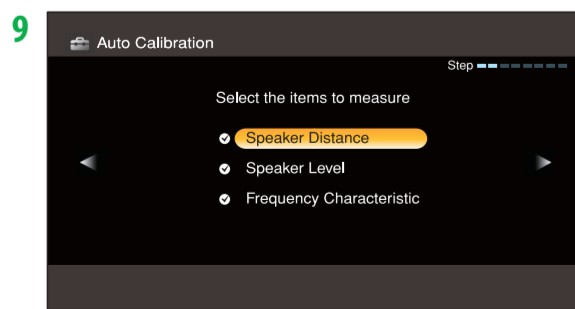 9
Auto Calibration
Step
Select the items to measure
Speaker Distance
Speaker Level
Frequency Characteristic